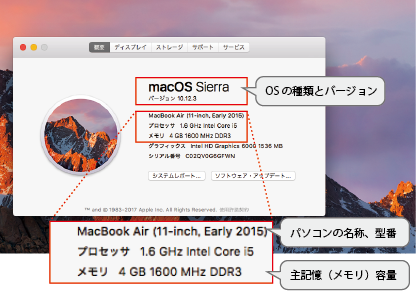 概要 ディスプレイ ストレージ サポート サービス
macOS Sierra
バージョン 10.12.3
MacBook Air (11-inch, Early 2015)
プロセッサ 1.6 GHz Intel Core i5
メモリ 4 GB 1600 MHz DDR3
グラフィックス Intel HD Graphics 6000 1536 MB
シリアル番号 C02QV0G6GFWN
システムレポート... ソフトウェア・アップデート...
™ and © 1983-2017 Apple Inc. All Rights Reserved. 使用許諾契約
OSの種類とバージョン
MacBook Air (11-inch, Early 2015)
プロセッサ 1.6 GHz Intel Core i5
メモリ 4 GB 1600 MHz DDR3
パソコンの名称、型番
主記憶（メモリ）容量